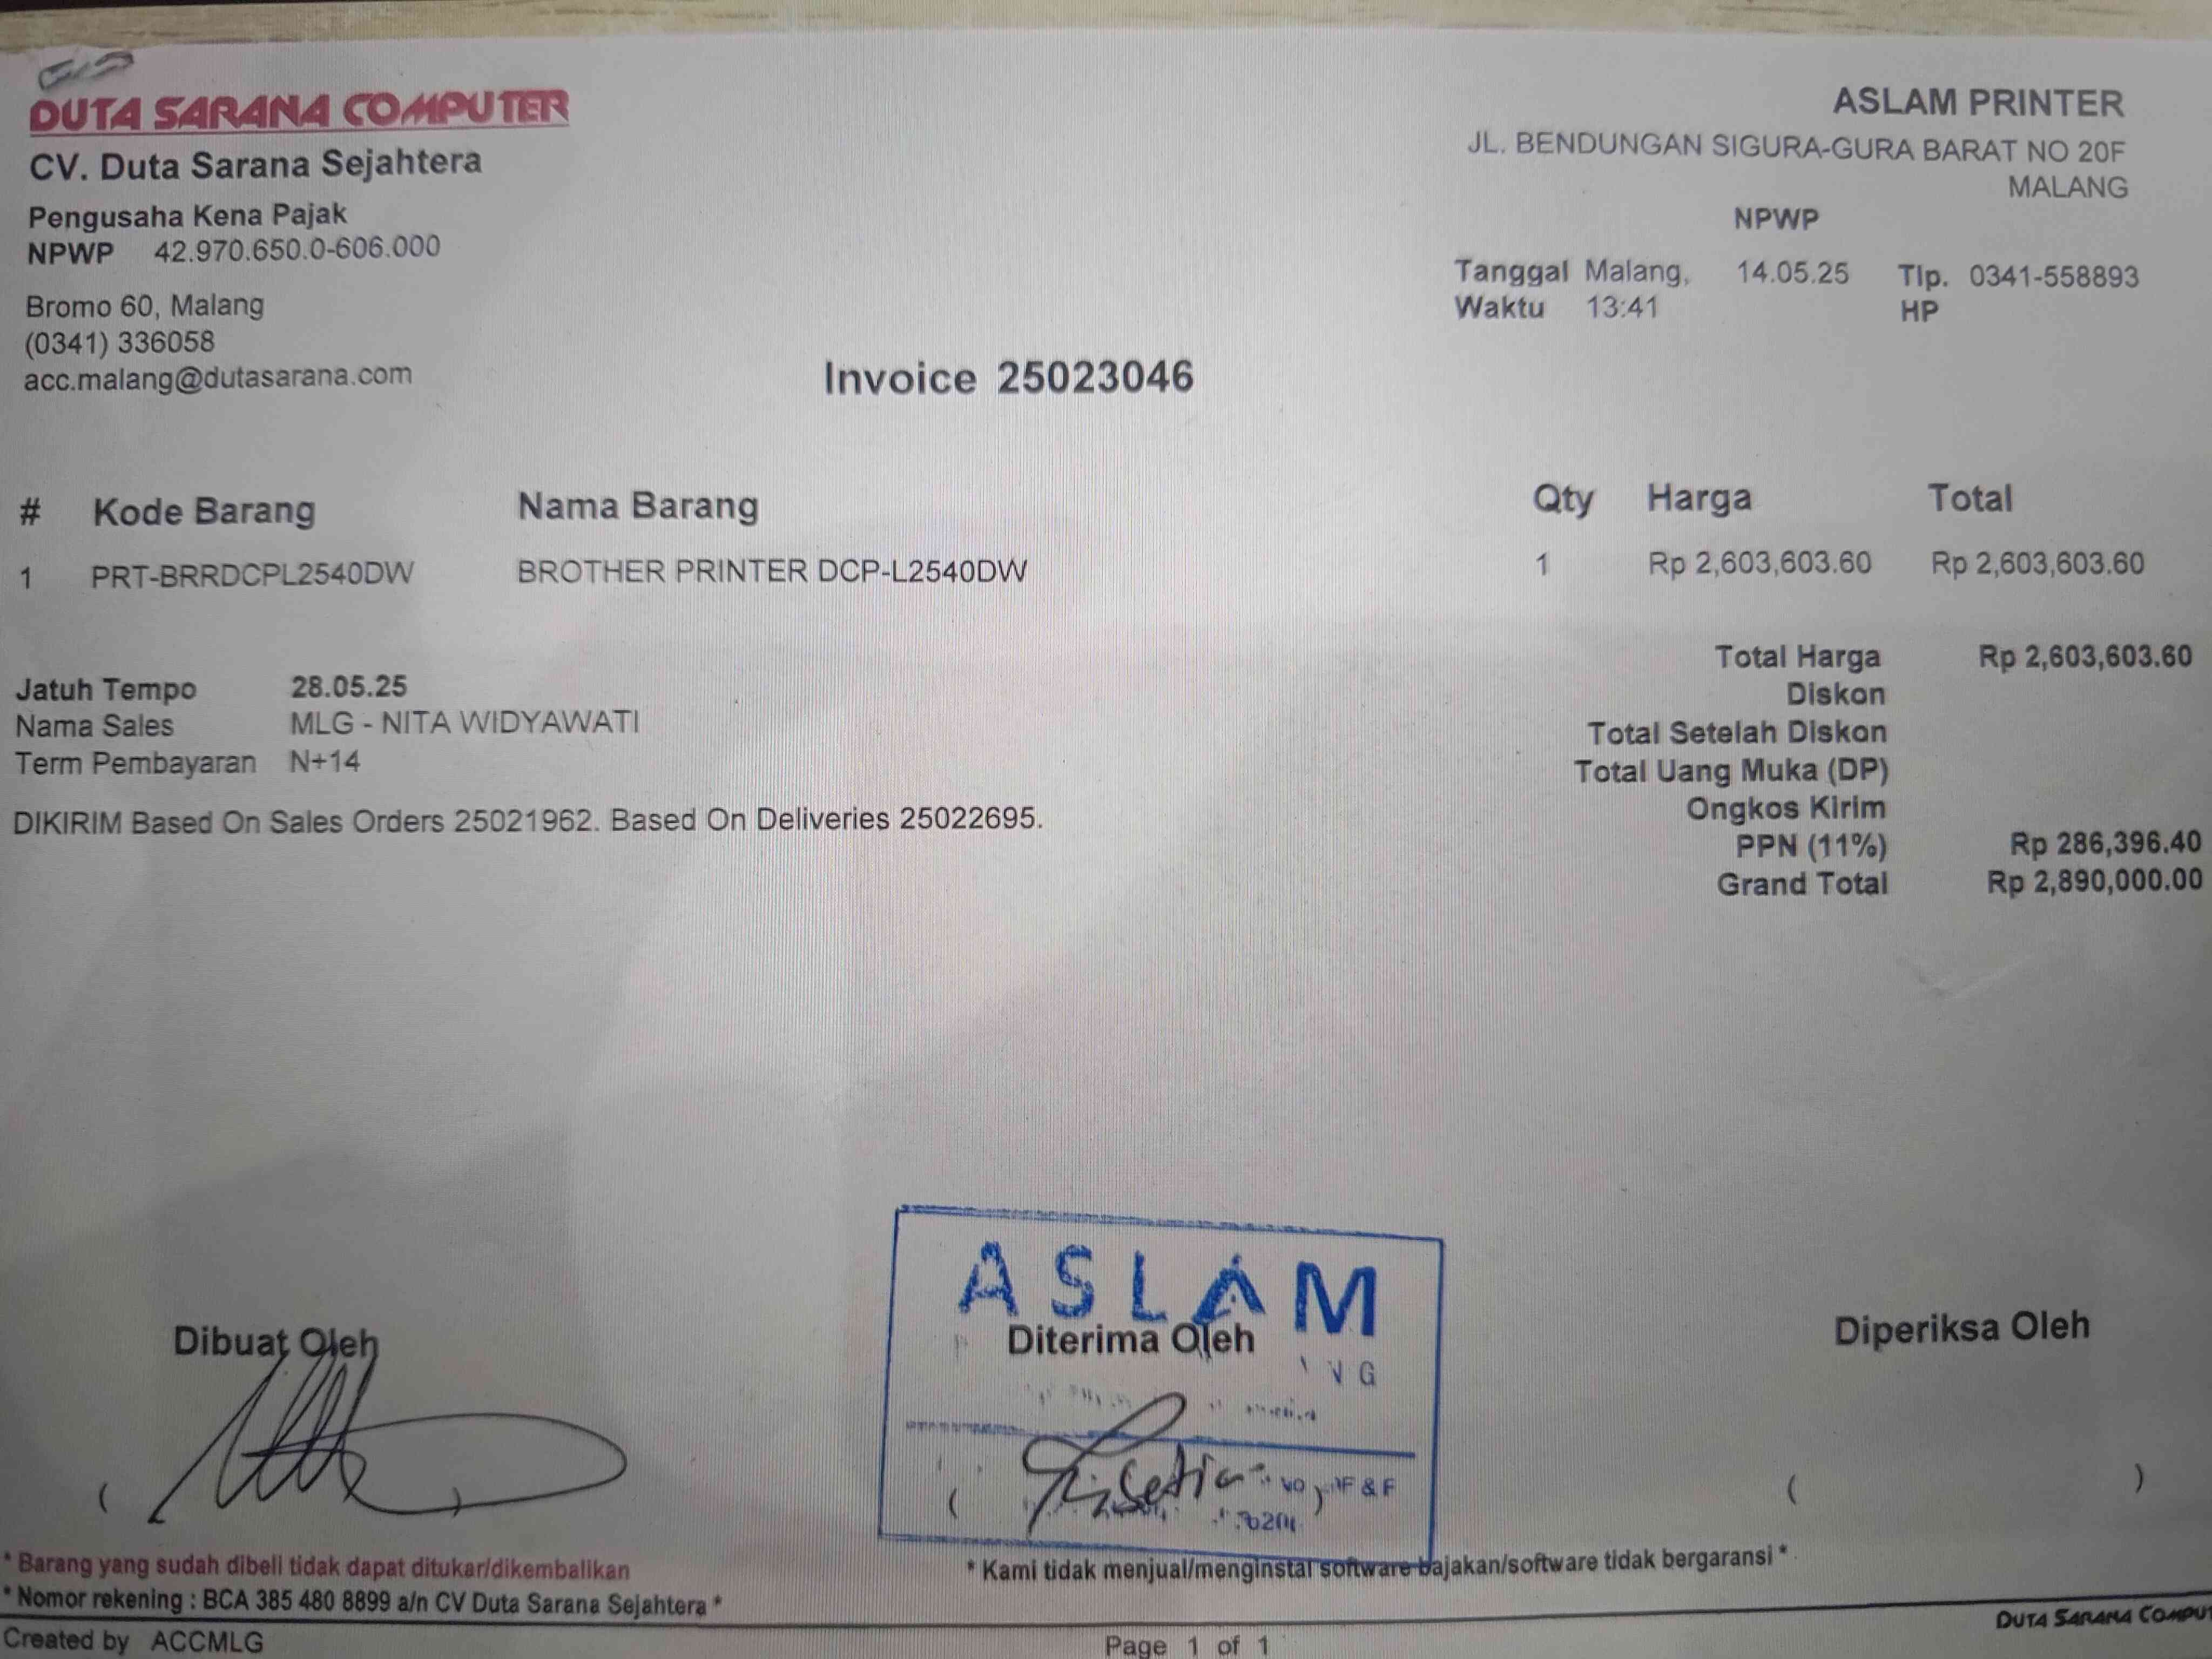 DUTA SARANA COMPUTER
CV. Duta Sarana Sejahtera
Pengusaha Kena Pajak
NPWP 42.970.650.0-606.000
Bromo 60, Malang
(0341) 336058
acc.malang@dutasarana.com
ASLAM PRINTER
JL. BENDUNGAN SIGURA-GURA BARAT NO 20F
MALANG
NPWP
Tanggal Malang, 14.05.25 Tlp. 0341-558893
Waktu 13:41 HP
Invoice 25023046
# Kode Barang Nama Barang Qty Harga Total
1 PRT-BRRDCPL2540DW BROTHER PRINTER DCP-L2540DW 1 Rp 2,603,603.60 Rp 2,603,603.60
Jatuh Tempo 28.05.25
Nama Sales MLG - NITA WIDYAWATI
Term Pembayaran N+14
DIKIRIM Based On Sales Orders 25021962. Based On Deliveries 25022695.
Total Harga Rp 2,603,603.60
Diskon
Total Setelah Diskon
Total Uang Muka (DP)
Ongkos Kirim
PPN (11%) Rp 286,396.40
Grand Total Rp 2,890,000.00
ASLAM
Dibuat Oleh Diterima Oleh Diperiksa Oleh
( ) ( ) ( )
* Barang yang sudah dibeli tidak dapat ditukar/dikembalikan
* Kami tidak menjual/menginstal software bajakan/software tidak bergaransi *
* Nomor rekening : BCA 385 480 8899 a/n CV Duta Sarana Sejahtera *
DUTA SARANA COMPUT
Created by ACCMLG Page 1 of 1